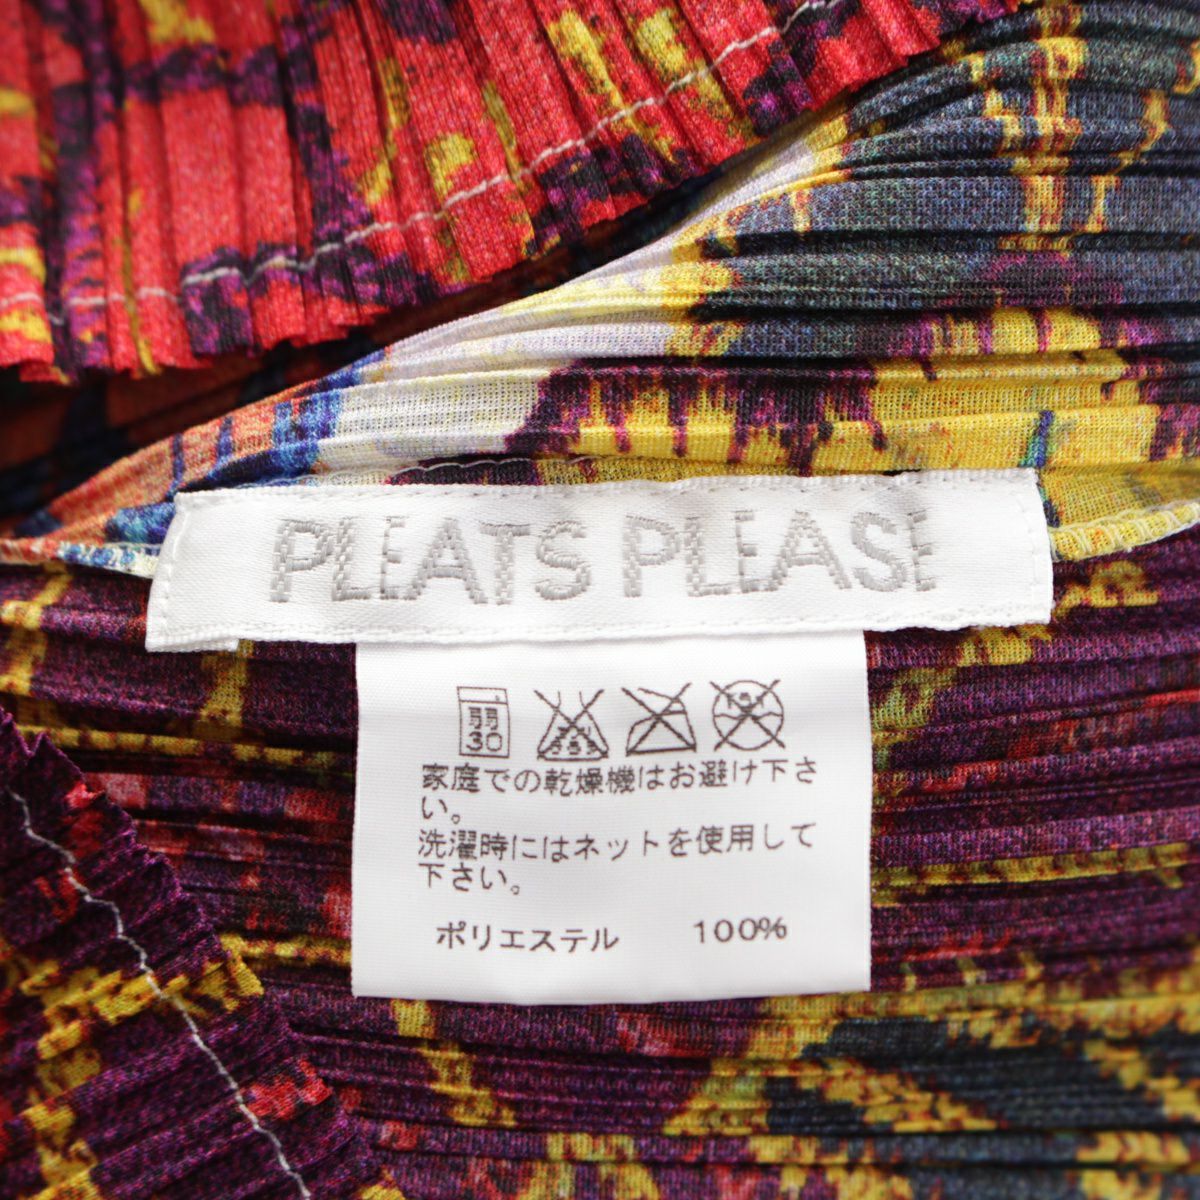 PLEATS PLEASE
弱
30
家庭での乾燥機はお避け下さ
い。
洗濯時にはネットを使用して
下さい。
ポリエステル 100%